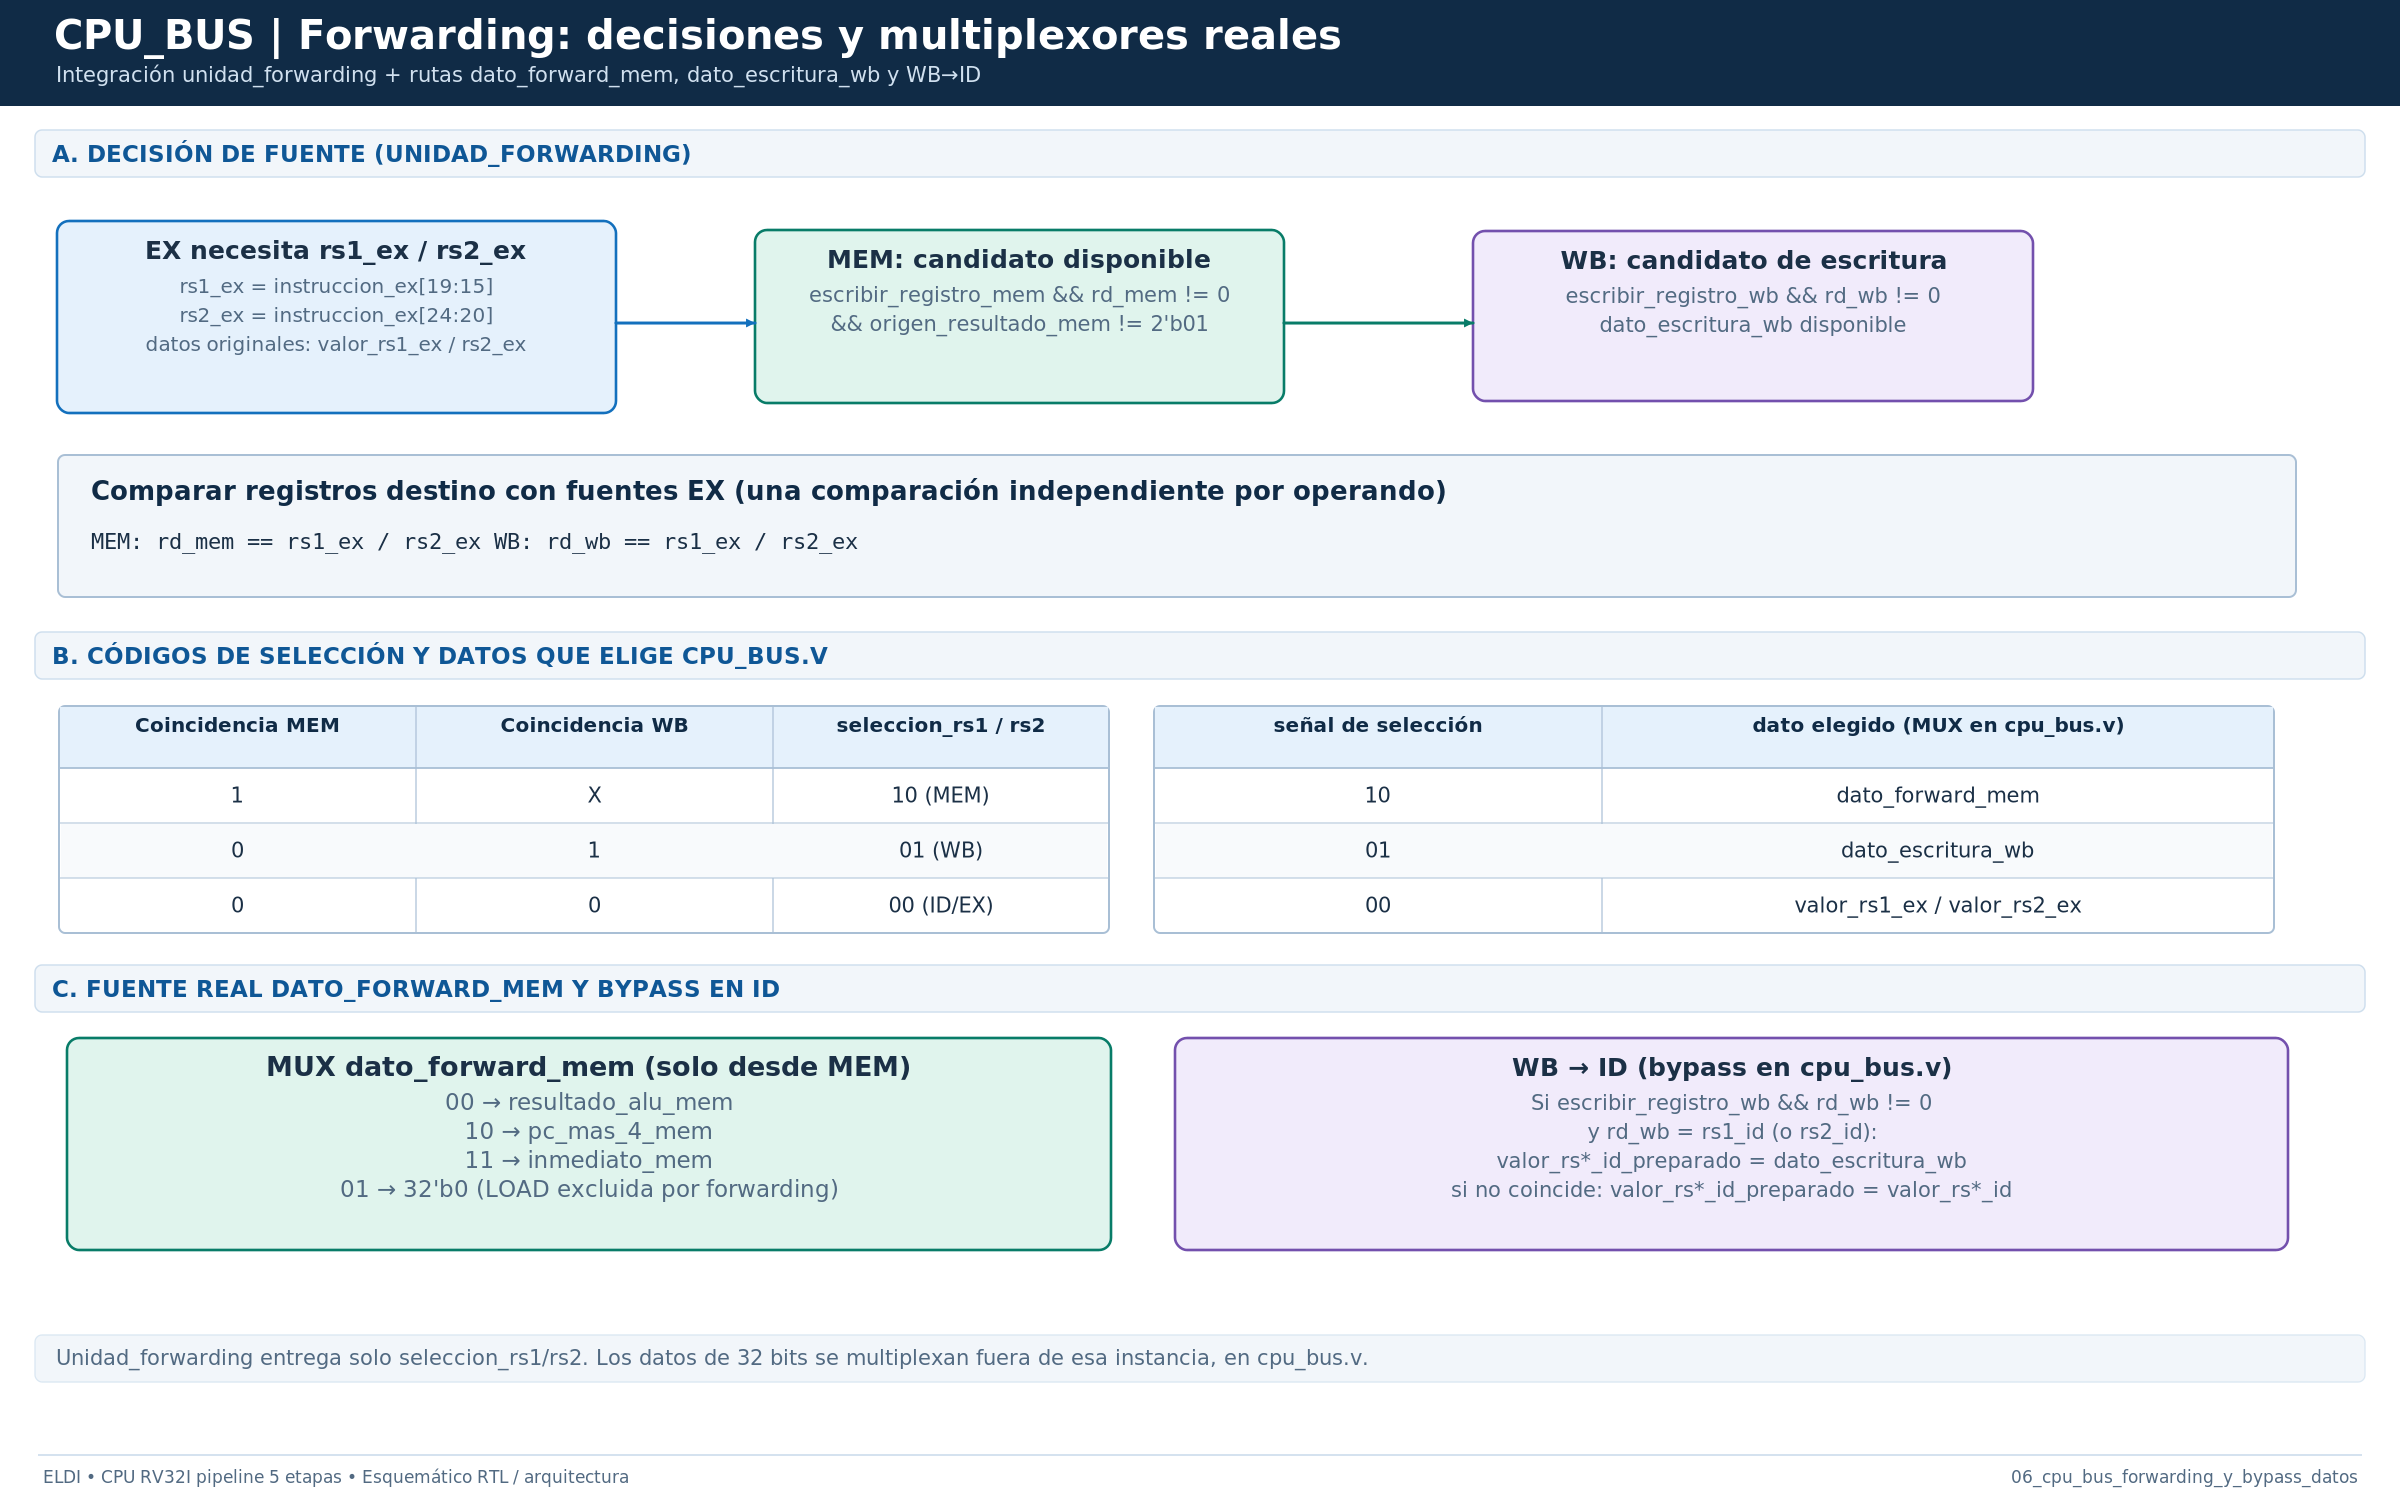 CPU_BUS | Forwarding: decisiones y multiplexores reales
Integración unidad_forwarding + rutas dato_forward_mem, dato_escritura_wb y WB→ID
A. DECISIÓN DE FUENTE (UNIDAD_FORWARDING)
EX necesita rs1_ex / rs2_ex
rs1_ex = instruccion_ex[19:15]
rs2_ex = instruccion_ex[24:20]
datos originales: valor_rs1_ex / rs2_ex
MEM: candidato disponible
escribir_registro_mem && rd_mem != 0
&& origen_resultado_mem != 2'b01
WB: candidato de escritura
escribir_registro_wb && rd_wb != 0
dato_escritura_wb disponible
Comparar registros destino con fuentes EX (una comparación independiente por operando)
MEM: rd_mem == rs1_ex / rs2_ex WB: rd_wb == rs1_ex / rs2_ex
B. CÓDIGOS DE SELECCIÓN Y DATOS QUE ELIGE CPU_BUS.V
Coincidencia MEM Coincidencia WB seleccion_rs1 / rs2
1 X 10 (MEM)
0 1 01 (WB)
0 0 00 (ID/EX)
señal de selección dato elegido (MUX en cpu_bus.v)
10 dato_forward_mem
01 dato_escritura_wb
00 valor_rs1_ex / valor_rs2_ex
C. FUENTE REAL DATO_FORWARD_MEM Y BYPASS EN ID
MUX dato_forward_mem (solo desde MEM)
00 → resultado_alu_mem
10 → pc_mas_4_mem
11 → inmediato_mem
01 → 32'b0 (LOAD excluida por forwarding)
WB → ID (bypass en cpu_bus.v)
Si escribir_registro_wb && rd_wb != 0
y rd_wb = rs1_id (o rs2_id):
valor_rs*_id_preparado = dato_escritura_wb
si no coincide: valor_rs*_id_preparado = valor_rs*_id
Unidad_forwarding entrega solo seleccion_rs1/rs2. Los datos de 32 bits se multiplexan fuera de esa instancia, en cpu_bus.v.
ELDI • CPU RV32I pipeline 5 etapas • Esquemático RTL / arquitectura
06_cpu_bus_forwarding_y_bypass_datos